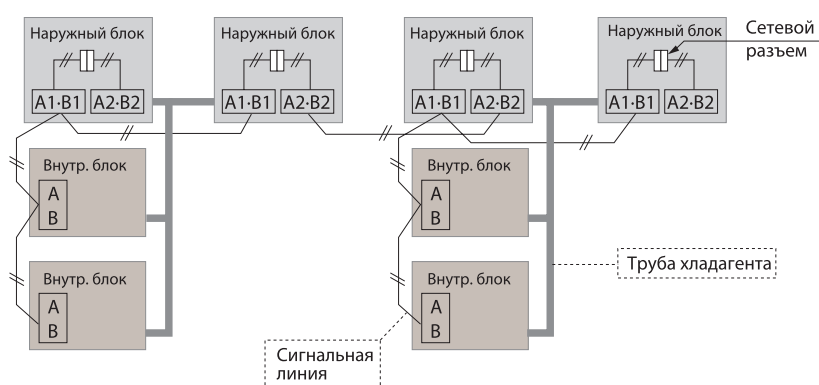 Наружный блок
A1·B1 A2·B2
Наружный блок
A1·B1 A2·B2
Наружный блок
A1·B1 A2·B2
Наружный блок
A1·B1 A2·B2
Сетевой
разъем
Внутр. блок
A
B
Внутр. блок
A
B
Внутр. блок
A
B
Внутр. блок
A
B
Труба хладагента
Сигнальная
линия